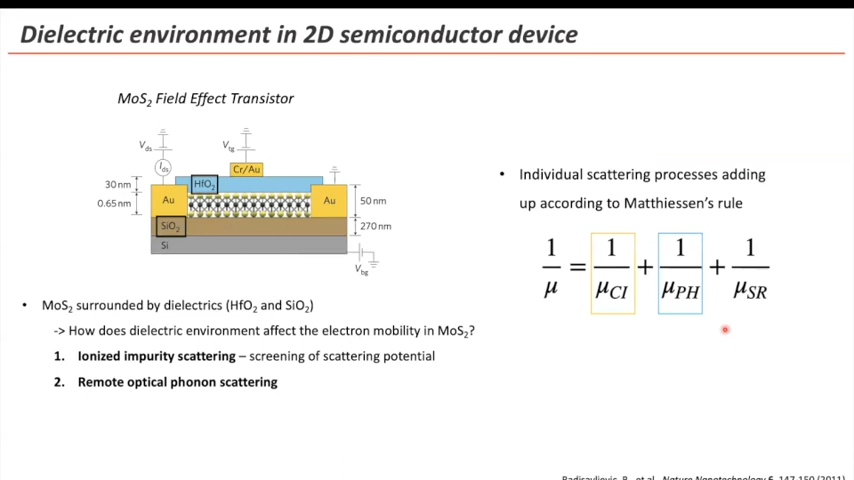 Dielectric environment in 2D semiconductor device
MoS₂ Field Effect Transistor
V_ds
V_tg
I_ds
Cr/Au
30 nm
HfO₂
0.65 nm
Au
Au
50 nm
SiO₂
270 nm
Si
V_bg
• MoS₂ surrounded by dielectrics (HfO₂ and SiO₂)
-> How does dielectric environment affect the electron mobility in MoS₂?
1. Ionized impurity scattering – screening of scattering potential
2. Remote optical phonon scattering
• Individual scattering processes adding
up according to Matthiessen's rule
1/μ = 1/μ_CI + 1/μ_PH + 1/μ_SR
et al. Nature Nanotechnology 6, 147-150 (2011)